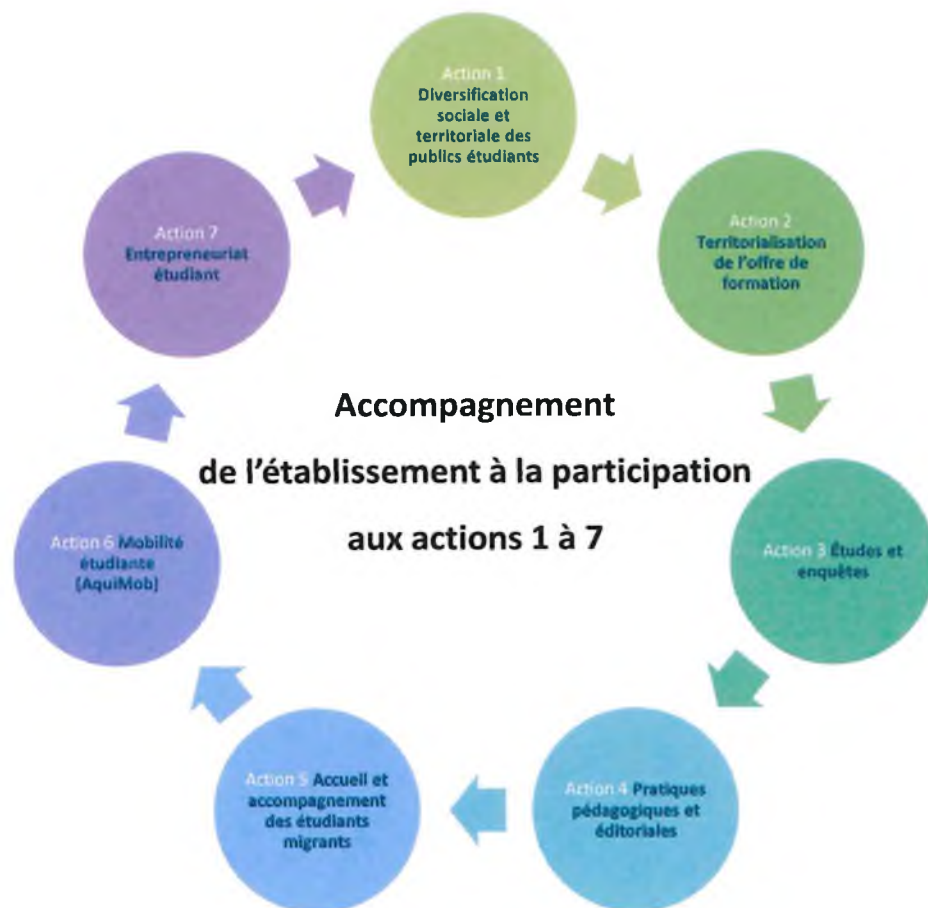 Action 1
Diversification
sociale et
territoriale des
publics étudiants
Action 2
Territorialisation
de l'offre de
formation
Action 3 Études et
enquêtes
Action 4 Pratiques
pédagogiques et
éditoriales
Action 5 Accueil et
accompagnement
des étudiants
migrants
Action 6 Mobilité
étudiante
(AquiMob)
Action 7
Entrepreneuriat
étudiant
Accompagnement
de l'établissement à la participation
aux actions 1 à 7